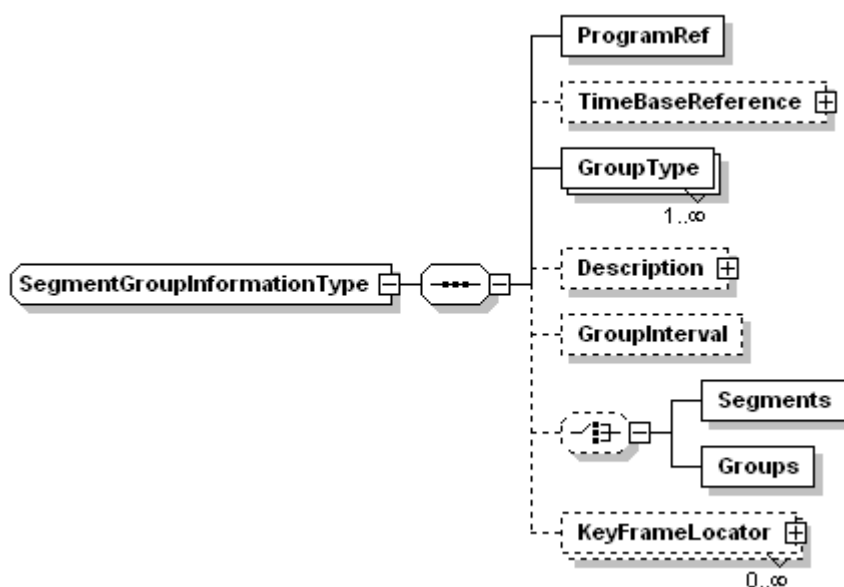 ProgramRef
TimeBaseReference
GroupType
1..∞
SegmentGroupInformationType
Description
GroupInterval
Segments
Groups
KeyFrameLocator
0..∞